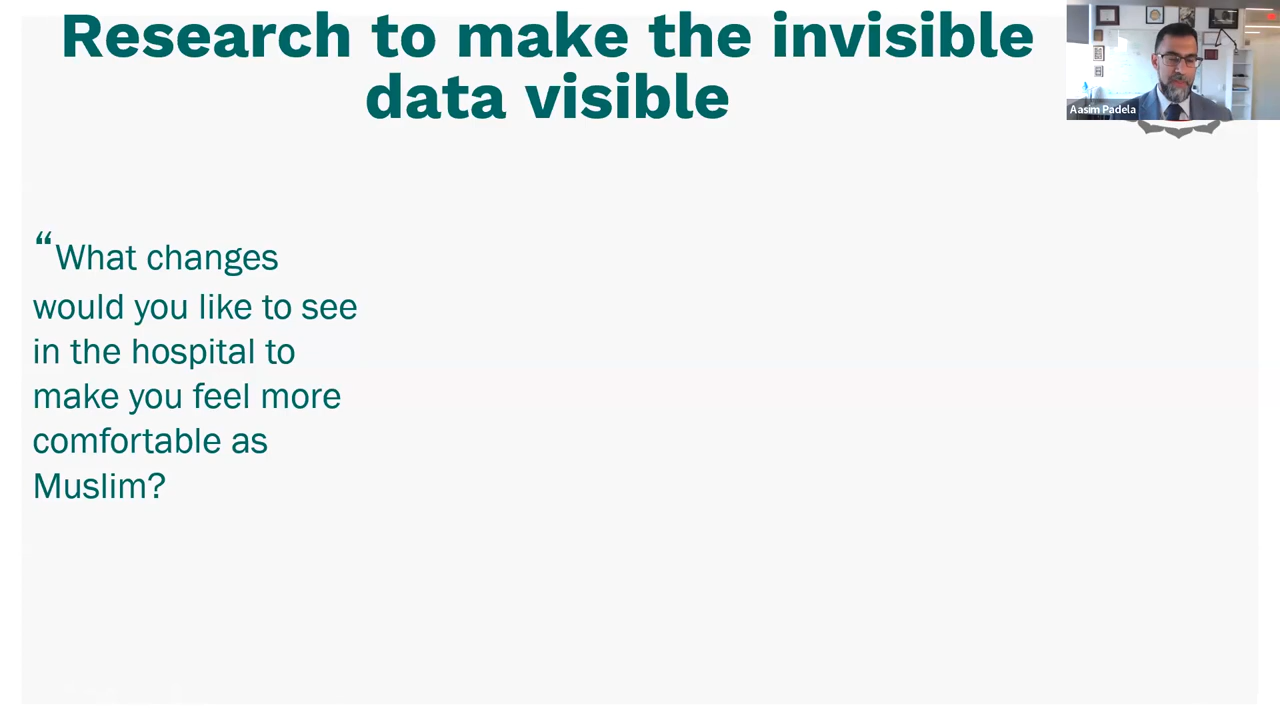 Research to make the invisible
data visible
Aasim Padela
“What changes
would you like to see
in the hospital to
make you feel more
comfortable as
Muslim?